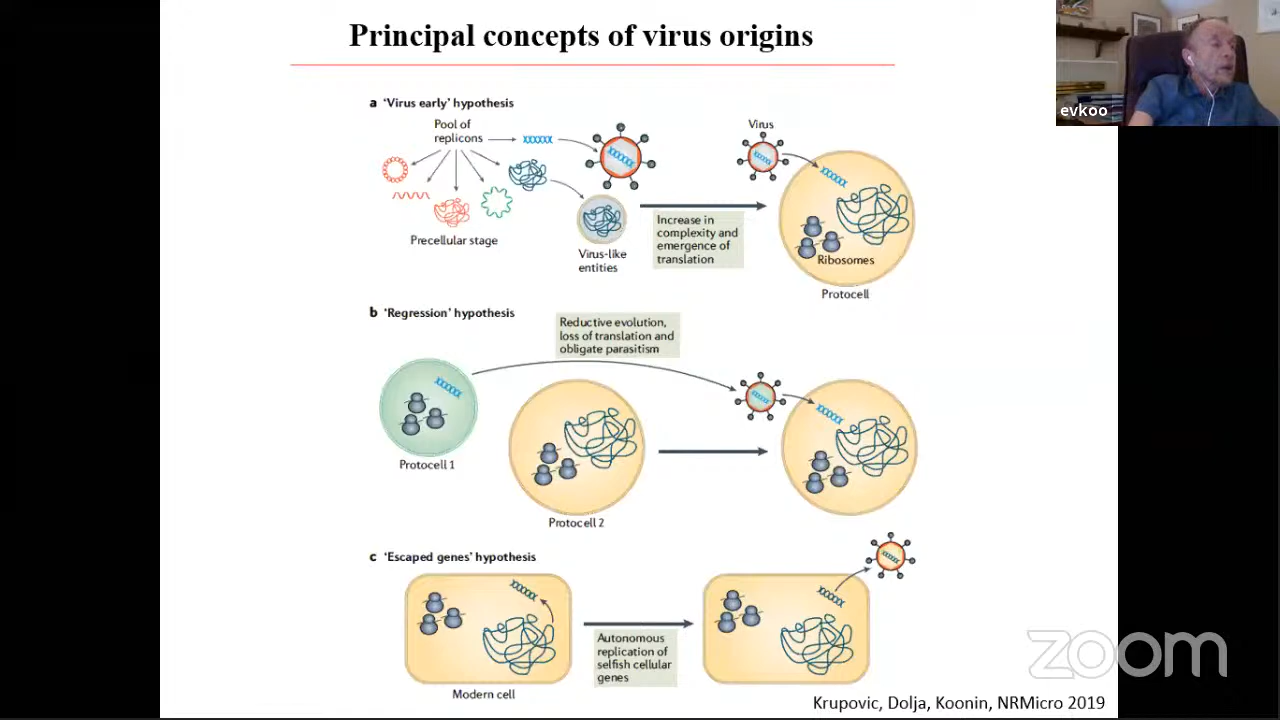 Principal concepts of virus origins
evkoo
a 'Virus early' hypothesis
Pool of
replicons
Virus
Precellular stage
Virus-like
entities
Increase in
complexity and
emergence of
translation
Ribosomes
Protocell
b 'Regression' hypothesis
Reductive evolution,
loss of translation and
obligate parasitism
Protocell 1
Protocell 2
c 'Escaped genes' hypothesis
Autonomous
replication of
selfish cellular
genes
Modern cell
zoom
Krupovic, Dolja, Koonin, NRMicro 2019